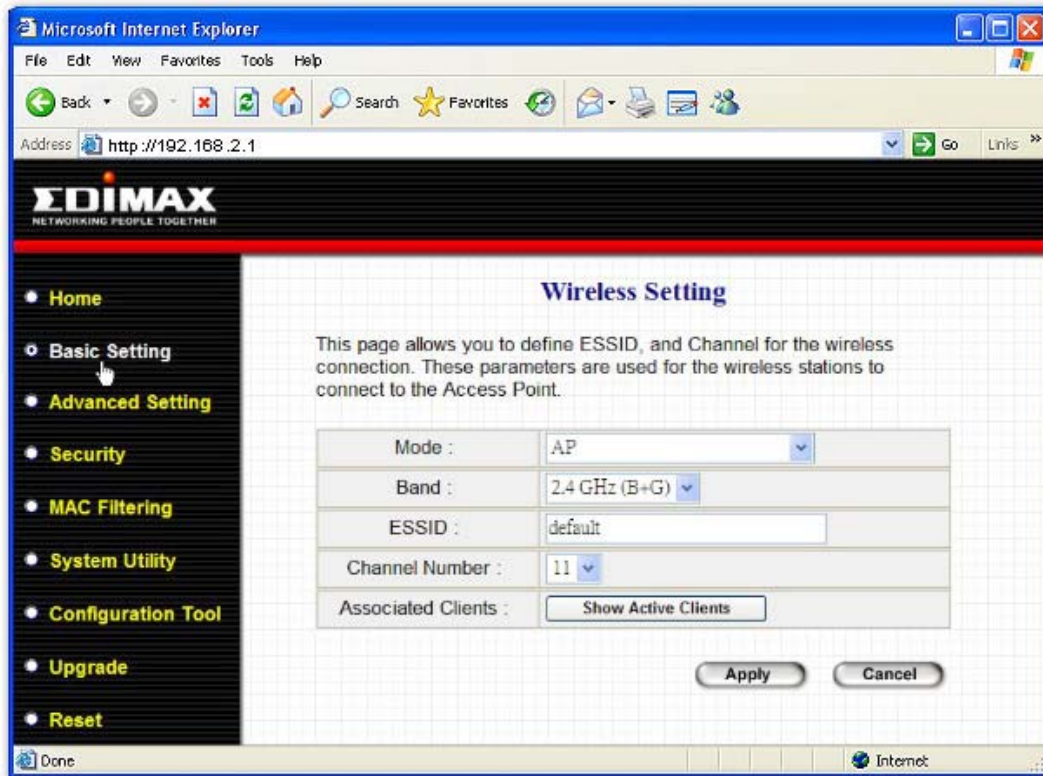 Microsoft Internet Explorer
File Edit View Favorites Tools Help
Back Search Favorites
Address http://192.168.2.1 Go Links »
EDIMAX
NETWORKING PEOPLE TOGETHER
Home
Basic Setting
Advanced Setting
Security
MAC Filtering
System Utility
Configuration Tool
Upgrade
Reset
Wireless Setting
This page allows you to define ESSID, and Channel for the wireless
connection. These parameters are used for the wireless stations to
connect to the Access Point.
Mode : AP
Band : 2.4 GHz (B+G)
ESSID : default
Channel Number : 11
Associated Clients : Show Active Clients
Apply Cancel
Done Internet